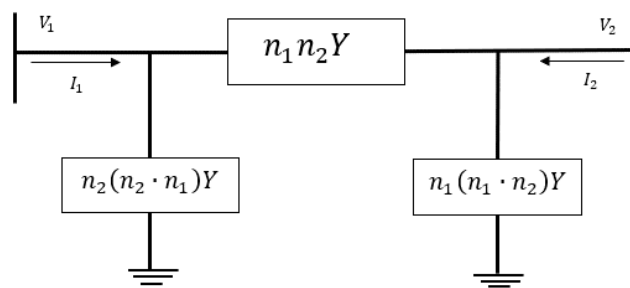 V₁
n₁n₂Y
V₂
I₁
I₂
n₂(n₂ · n₁)Y
n₁(n₁ · n₂)Y